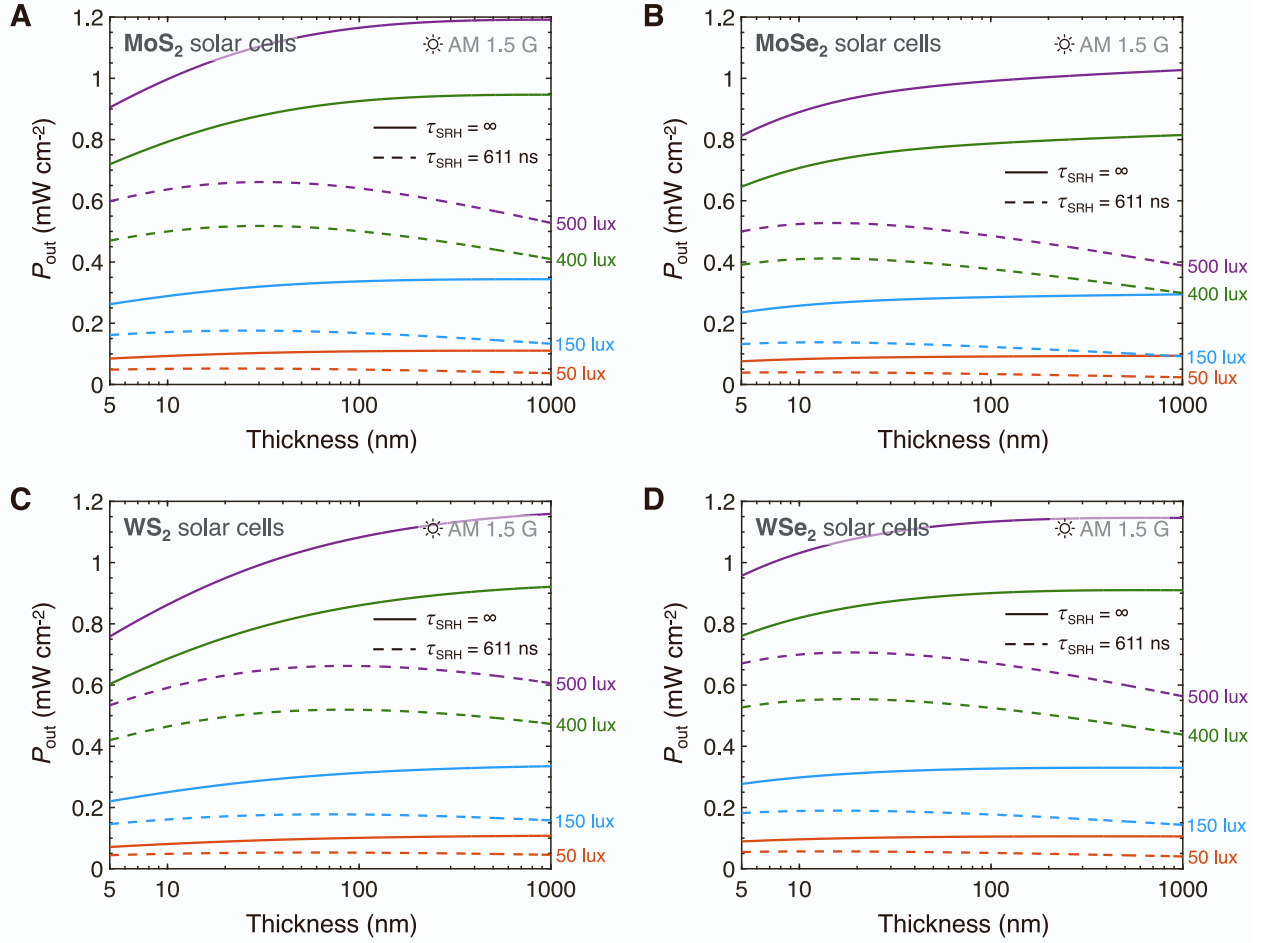 A
MoS₂ solar cells
AM 1.5 G
τSRH = ∞
τSRH = 611 ns
500 lux
400 lux
150 lux
50 lux
1.2
1
0.8
0.6
0.4
0.2
0
Pout (mW cm⁻²)
5
10
100
1000
Thickness (nm)
B
MoSe₂ solar cells
AM 1.5 G
τSRH = ∞
τSRH = 611 ns
500 lux
400 lux
150 lux
50 lux
1.2
1
0.8
0.6
0.4
0.2
0
Pout (mW cm⁻²)
5
10
100
1000
Thickness (nm)
C
WS₂ solar cells
AM 1.5 G
τSRH = ∞
τSRH = 611 ns
500 lux
400 lux
150 lux
50 lux
1.2
1
0.8
0.6
0.4
0.2
0
Pout (mW cm⁻²)
5
10
100
1000
Thickness (nm)
D
WSe₂ solar cells
AM 1.5 G
τSRH = ∞
τSRH = 611 ns
500 lux
400 lux
150 lux
50 lux
1.2
1
0.8
0.6
0.4
0.2
0
Pout (mW cm⁻²)
5
10
100
1000
Thickness (nm)